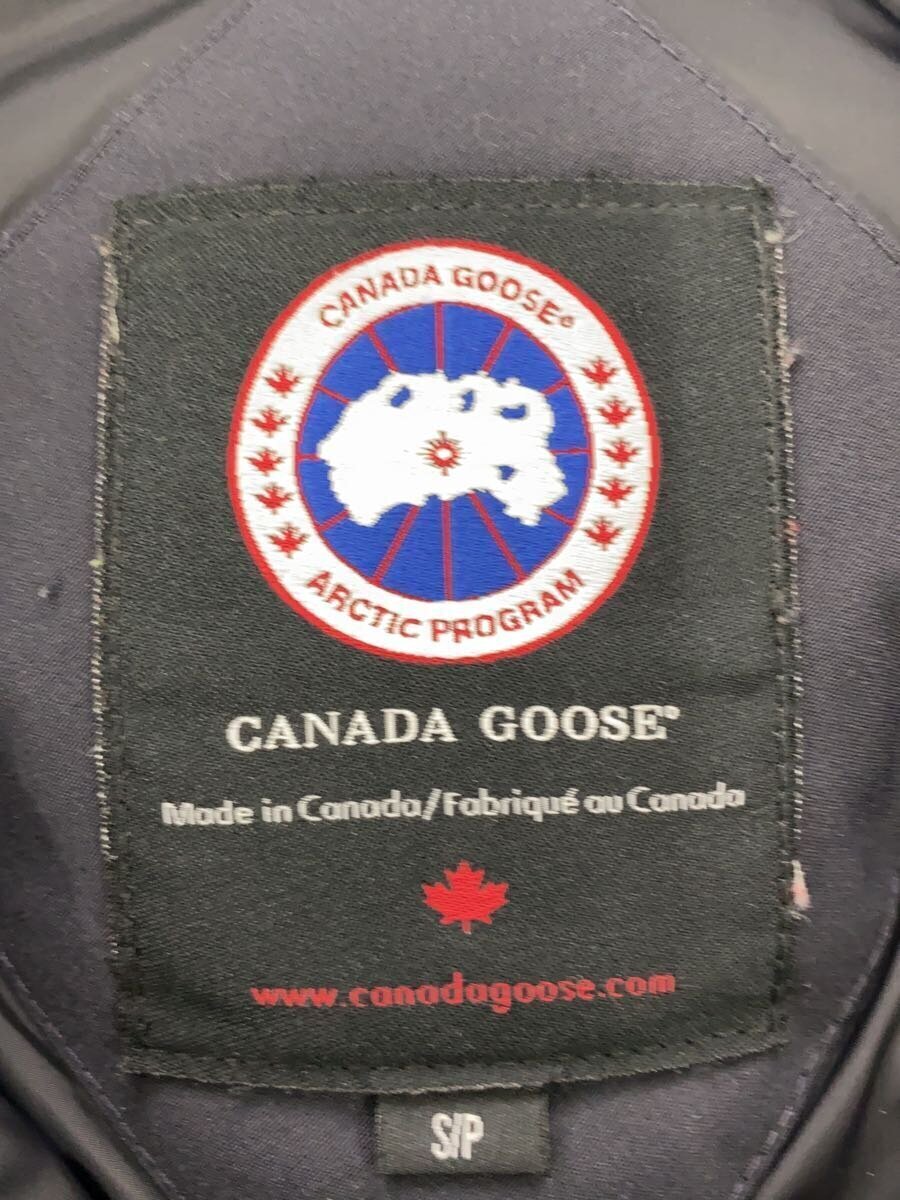 CANADA GOOSE®
ARCTIC PROGRAM
CANADA GOOSE®
Made in Canada/Fabriqué au Canada
www.canadagoose.com
S/P